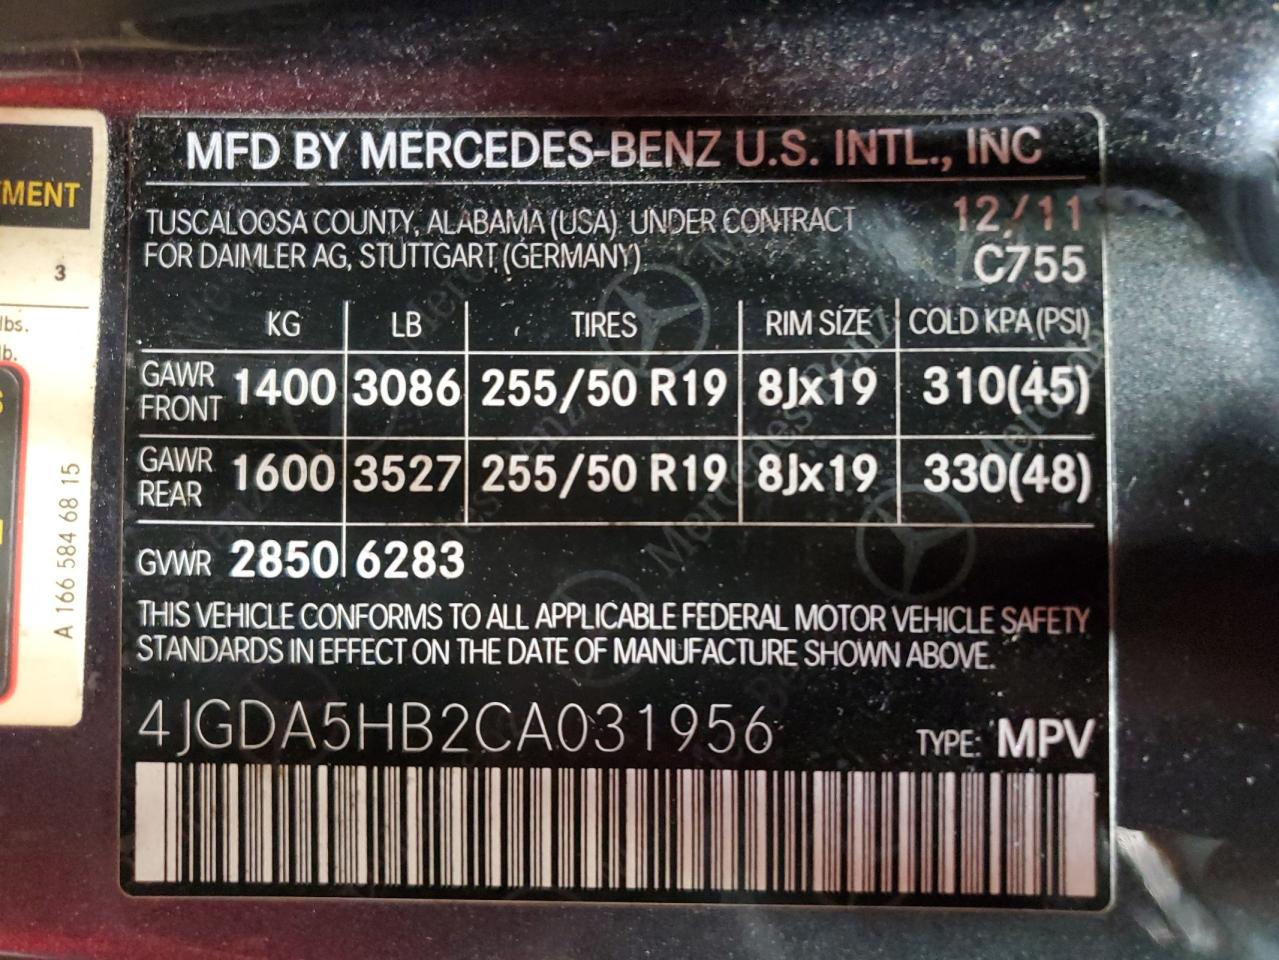 MFD BY MERCEDES-BENZ U.S. INTL., INC
TUSCALOOSA COUNTY, ALABAMA (USA) UNDER CONTRACT 12/11
FOR DAIMLER AG, STUTTGART (GERMANY) C755
KG LB TIRES RIM SIZE COLD KPA (PSI)
GAWR FRONT 1400 3086 255/50 R19 8Jx19 310(45)
GAWR REAR 1600 3527 255/50 R19 8Jx19 330(48)
GVWR 2850 6283
THIS VEHICLE CONFORMS TO ALL APPLICABLE FEDERAL MOTOR VEHICLE SAFETY
STANDARDS IN EFFECT ON THE DATE OF MANUFACTURE SHOWN ABOVE.
4JGDA5HB2CA031956 TYPE: MPV
3
lbs.
lb.
A 166 584 68 15
Mercedes-Benz